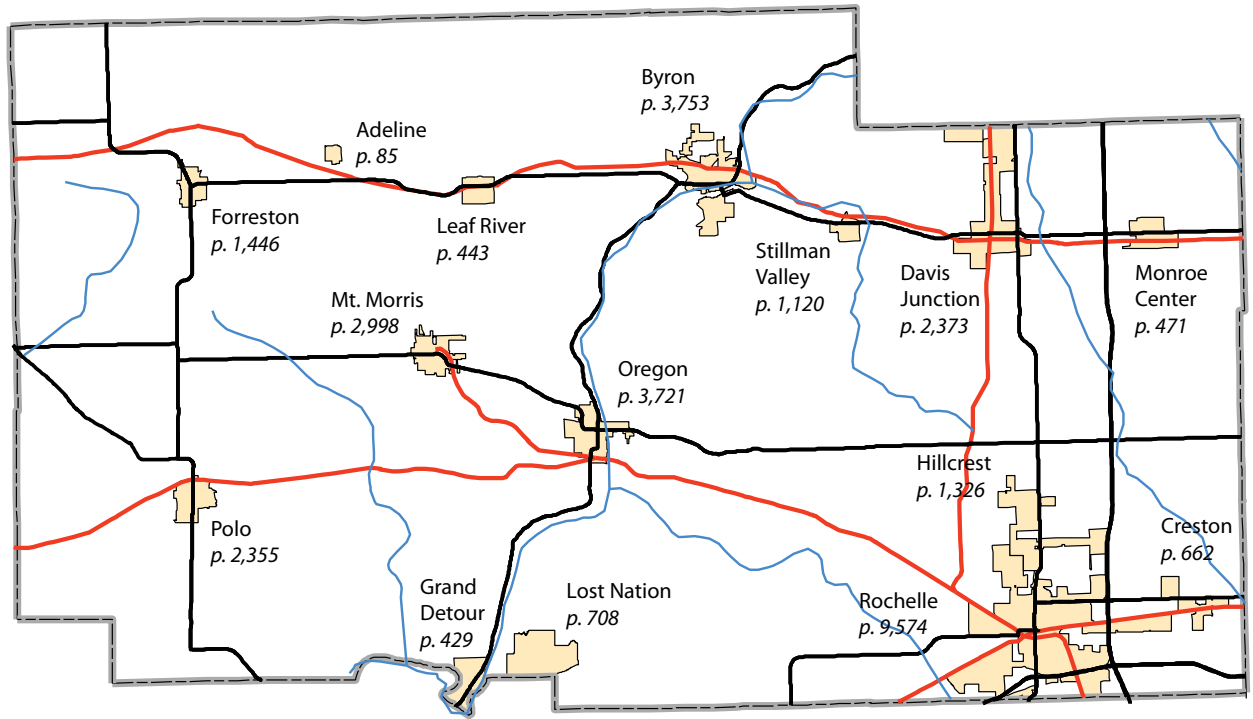 Byron
p. 3,753
Adeline
p. 85
Forreston
p. 1,446
Leaf River
p. 443
Stillman
Valley
p. 1,120
Davis
Junction
p. 2,373
Monroe
Center
p. 471
Mt. Morris
p. 2,998
Oregon
p. 3,721
Hillcrest
p. 1,326
Polo
p. 2,355
Creston
p. 662
Grand
Detour
p. 429
Lost Nation
p. 708
Rochelle
p. 9,574